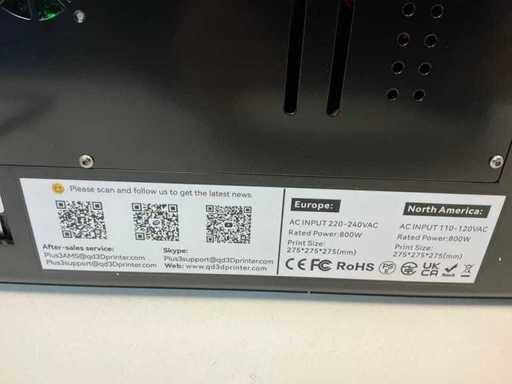 Please scan and follow us to get the latest news.
After-sales service:
Plus3AMS@qd3Dprinter.com
Plus3support@qd3Dprinter.com
Skype:
Plus3support@qd3Dprinter.com
Web:www.qd3Dprinter.com
Europe:
AC INPUT 220-240VAC
Rated Power:800W
Print Size:
275*275*275(mm)
North America:
AC INPUT 110-120VAC
Rated Power:800W
Print Size:
275*275*275(mm)
CE FC RoHS PS E UK CA